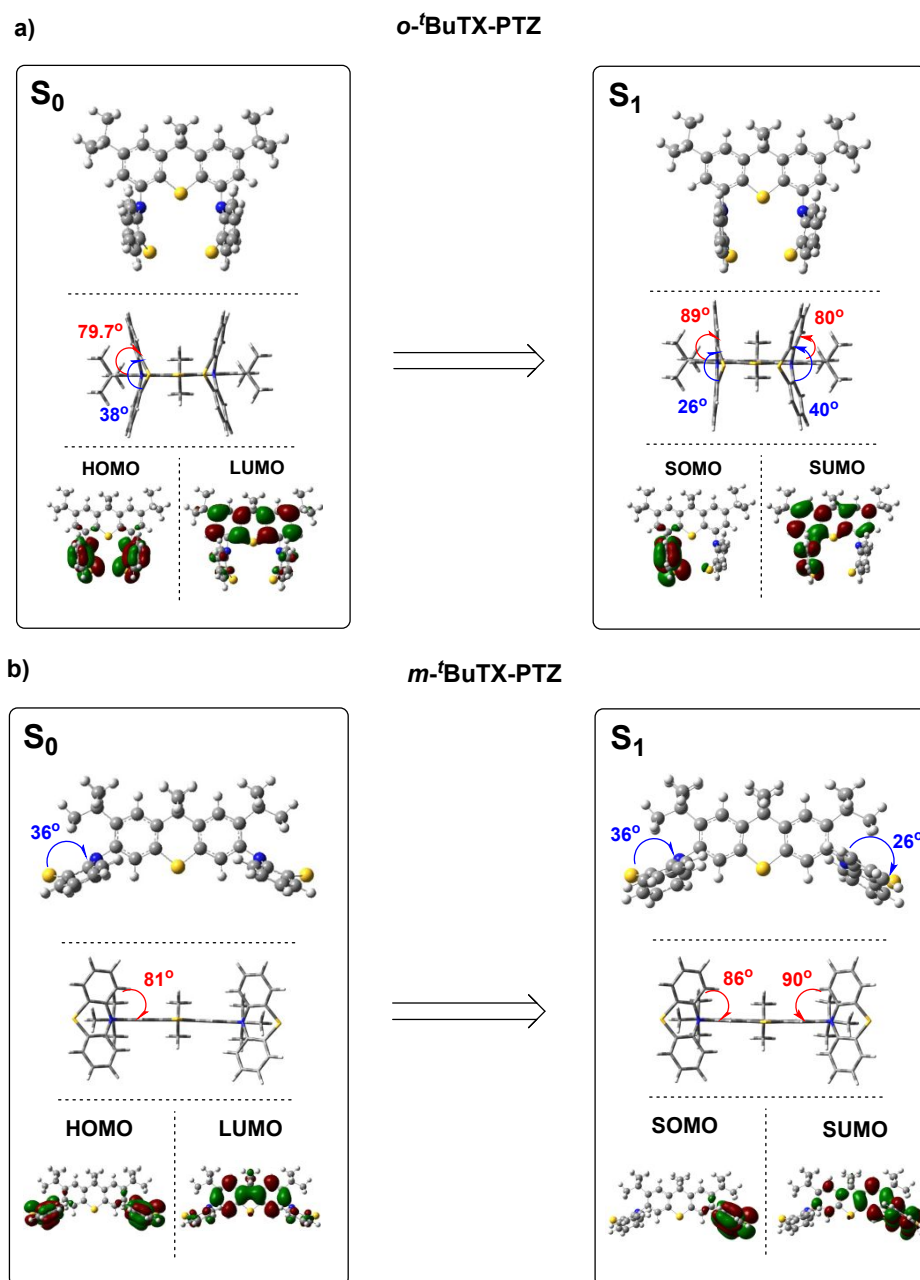 a)
o-ᵗBuTX-PTZ
S₀
S₁
79.7º
38º
89º
80º
26º
40º
HOMO
LUMO
SOMO
SUMO
b)
m-ᵗBuTX-PTZ
S₀
S₁
36º
36º
26º
81º
86º
90º
HOMO
LUMO
SOMO
SUMO